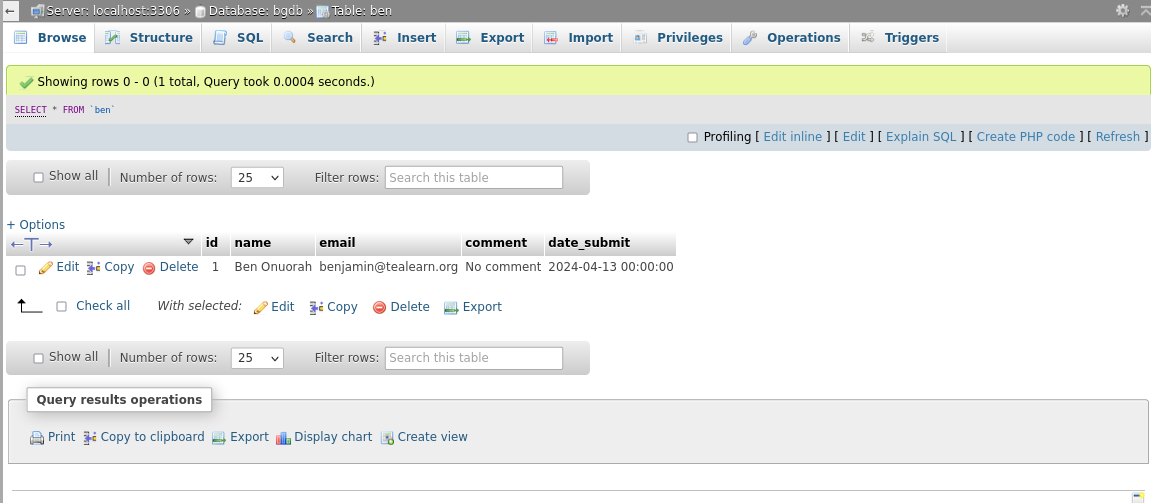 Server: localhost:3306 » Database: bgdb » Table: ben
Browse Structure SQL Search Insert Export Import Privileges Operations Triggers
Showing rows 0 - 0 (1 total, Query took 0.0004 seconds.)
SELECT * FROM `ben`
Profiling [ Edit inline ] [ Edit ] [ Explain SQL ] [ Create PHP code ] [ Refresh ]
Show all Number of rows: 25 Filter rows: Search this table
+ Options
id name email comment date_submit
Edit Copy Delete 1 Ben Onuorah benjamin@tealearn.org No comment 2024-04-13 00:00:00
Check all With selected: Edit Copy Delete Export
Show all Number of rows: 25 Filter rows: Search this table
Query results operations
Print Copy to clipboard Export Display chart Create view